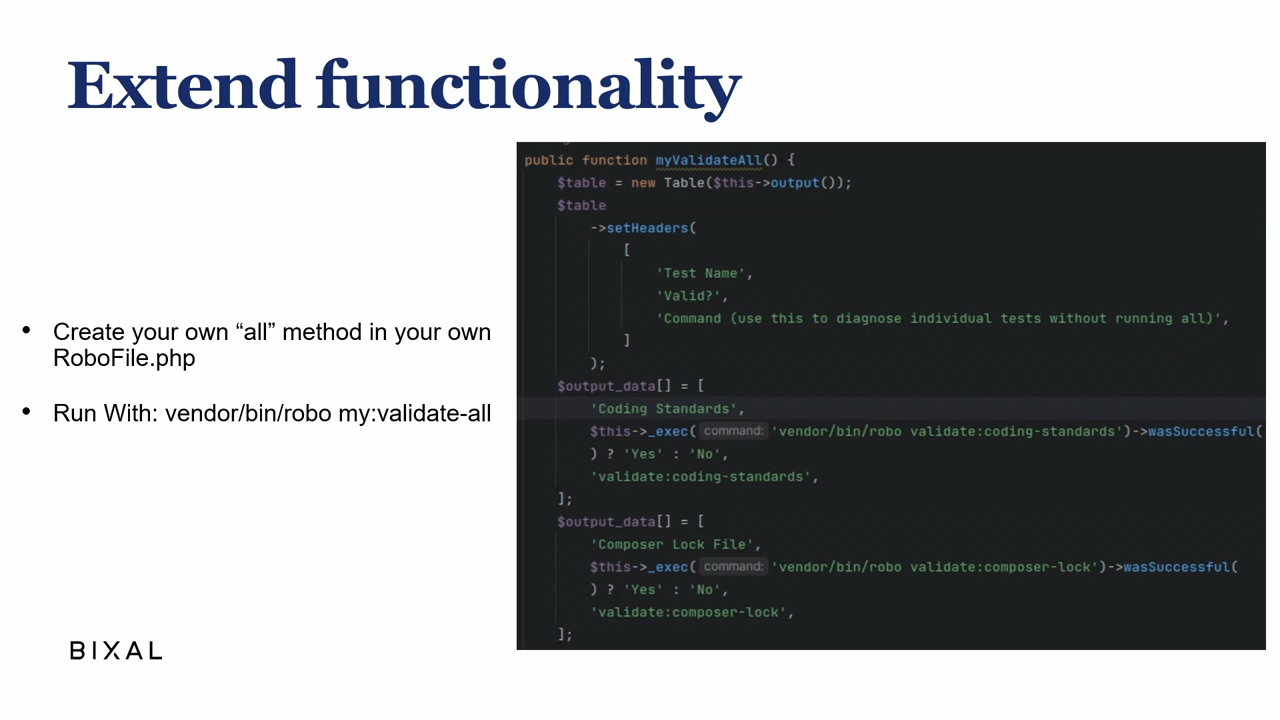 Extend functionality
• Create your own “all” method in your own
RoboFile.php
• Run With: vendor/bin/robo my:validate-all
public function myValidateAll() {
$table = new Table($this->output());
$table
->setHeaders(
[
'Test Name',
'Valid?',
'Command (use this to diagnose individual tests without running all)',
]
);
$output_data[] = [
'Coding Standards',
$this->_exec( command: 'vendor/bin/robo validate:coding-standards')->wasSuccessful(
) ? 'Yes' : 'No',
'validate:coding-standards',
];
$output_data[] = [
'Composer Lock File',
$this->_exec( command: 'vendor/bin/robo validate:composer-lock')->wasSuccessful(
) ? 'Yes' : 'No',
'validate:composer-lock',
];
BIXAL